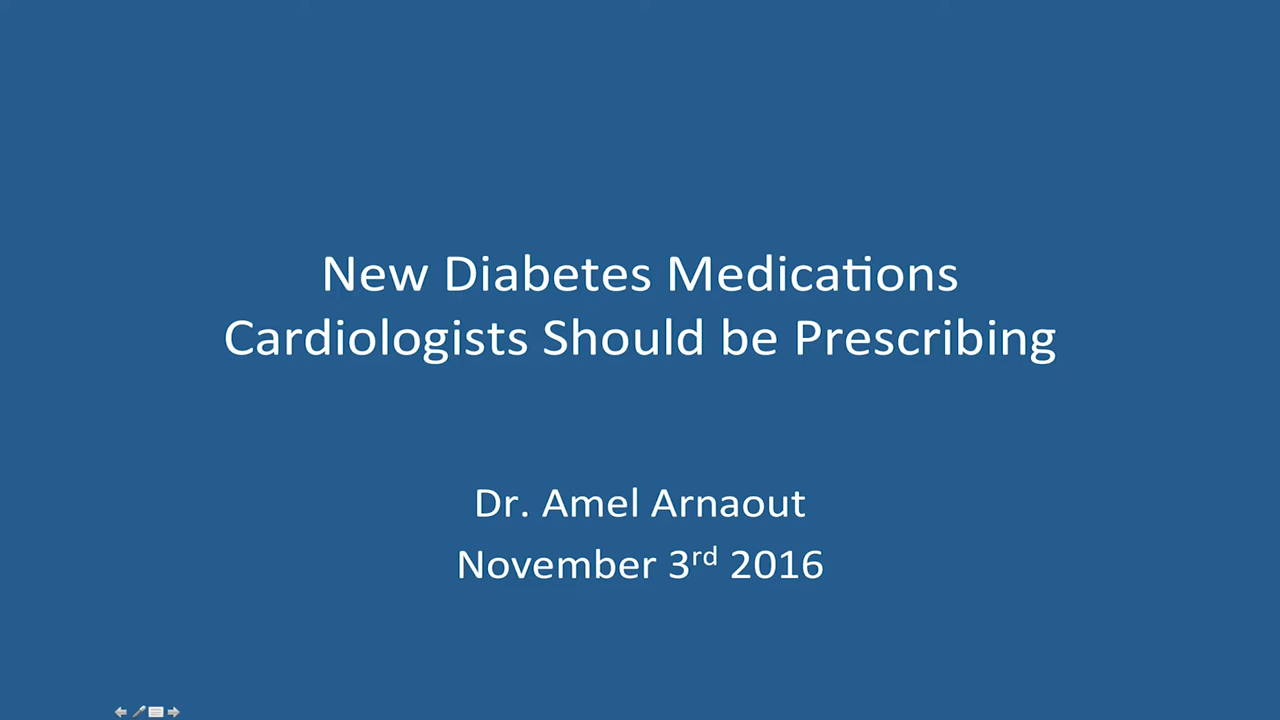 New Diabetes Medications
Cardiologists Should be Prescribing
Dr. Amel Arnaout
November 3rd 2016